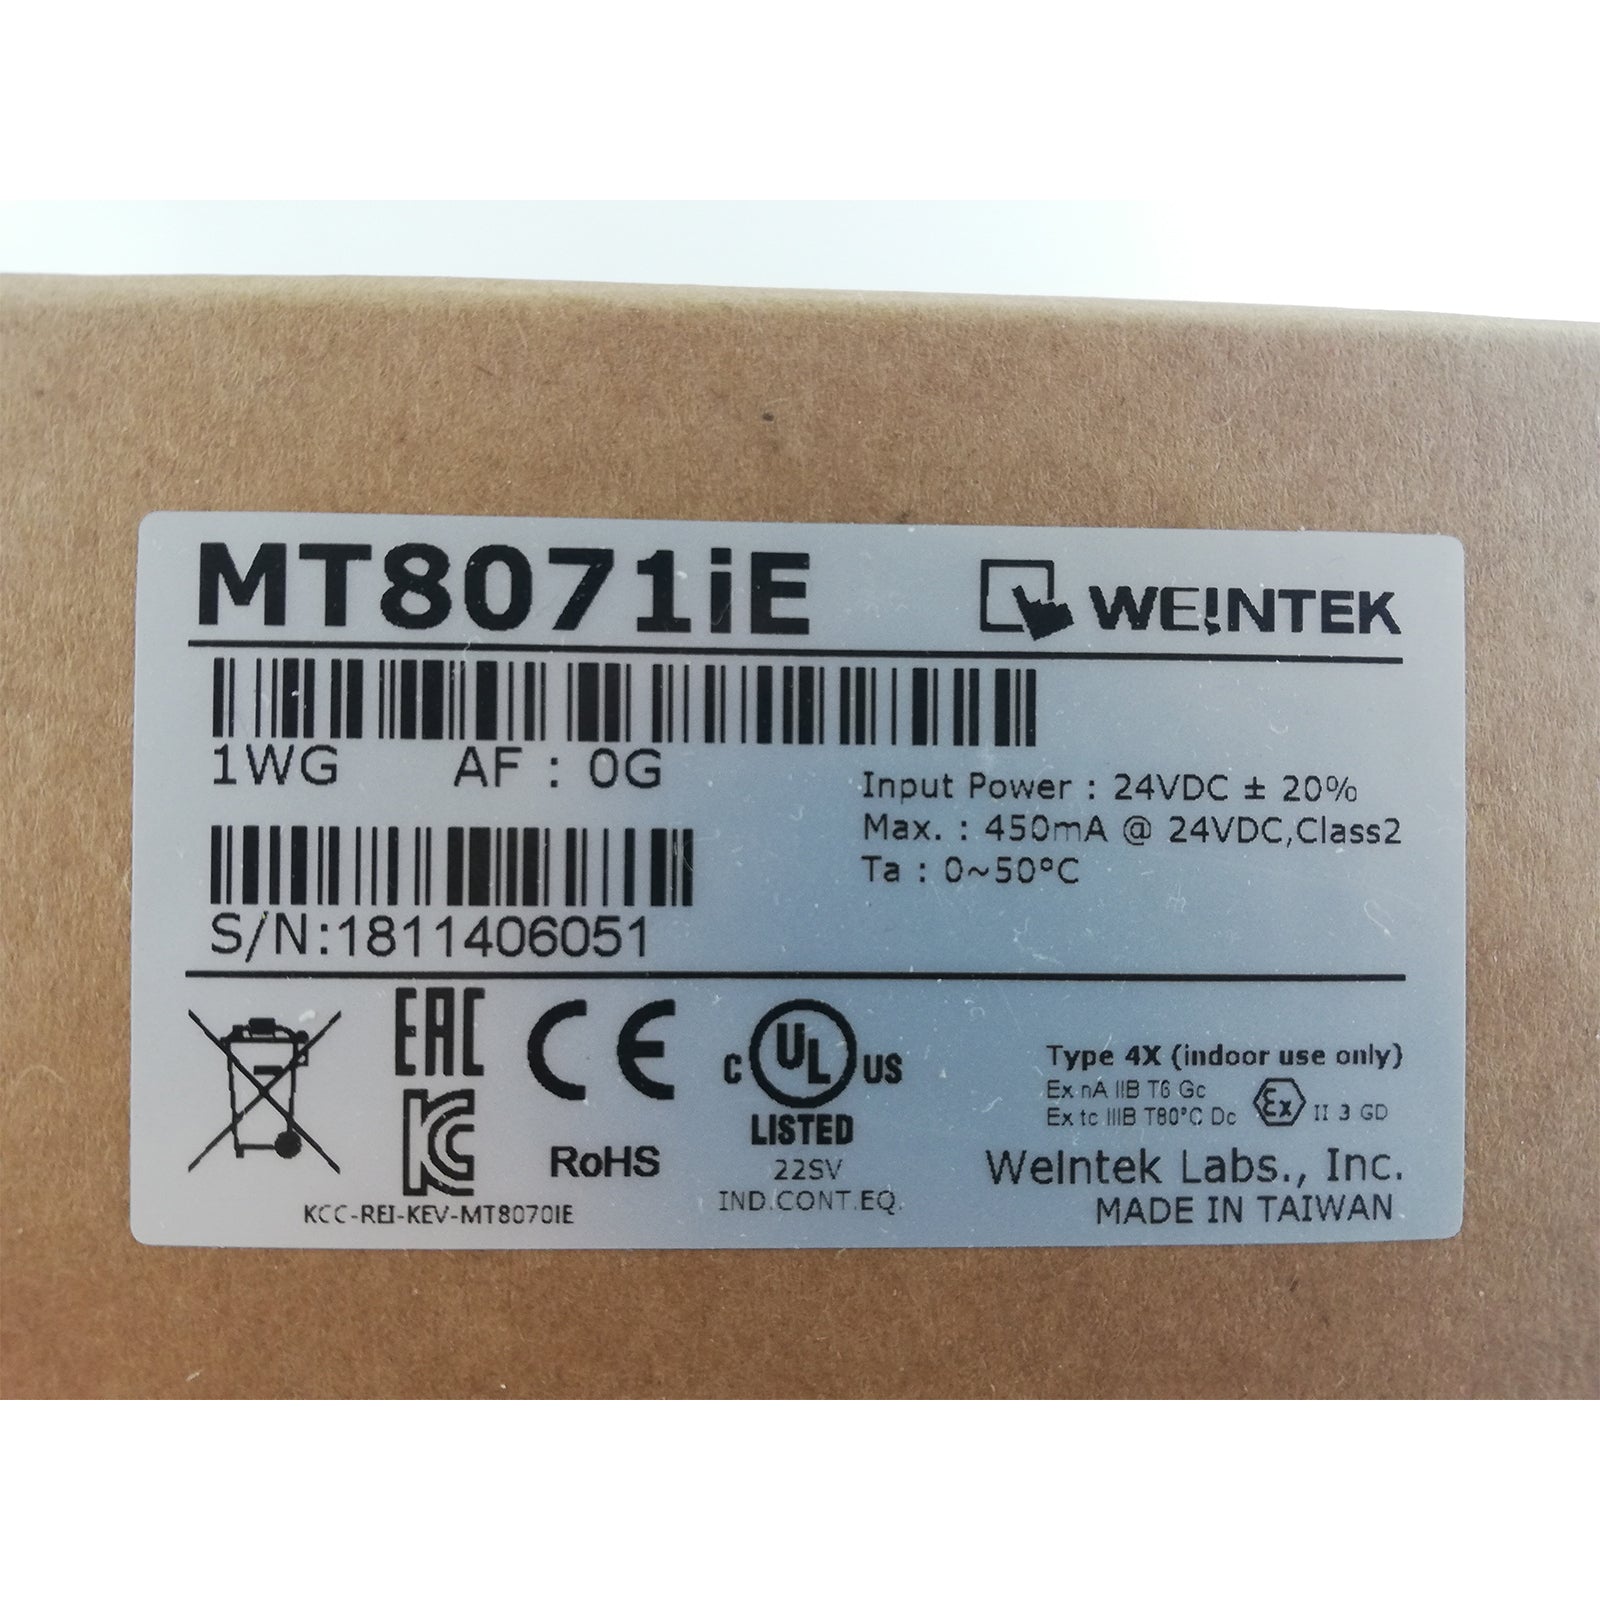 MT8071iE
WEINTEK
1WG AF : 0G
Input Power : 24VDC ± 20%
Max. : 450mA @ 24VDC,Class2
Ta : 0~50°C
S/N:1811406051
EAC
CE
C UL US
LISTED
22SV
IND.CONT.EQ.
KC
RoHS
KCC-REI-KEV-MT8070IE
Type 4X (indoor use only)
Ex nA IIB T6 Gc
Ex tc IIIB T80°C Dc Ex II 3 GD
WeIntek Labs., Inc.
MADE IN TAIWAN